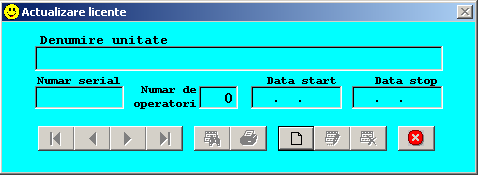 Actualizare licente
Denumire unitate
Numar serial
Numar de
operatori
0
Data start
. .
Data stop
. .